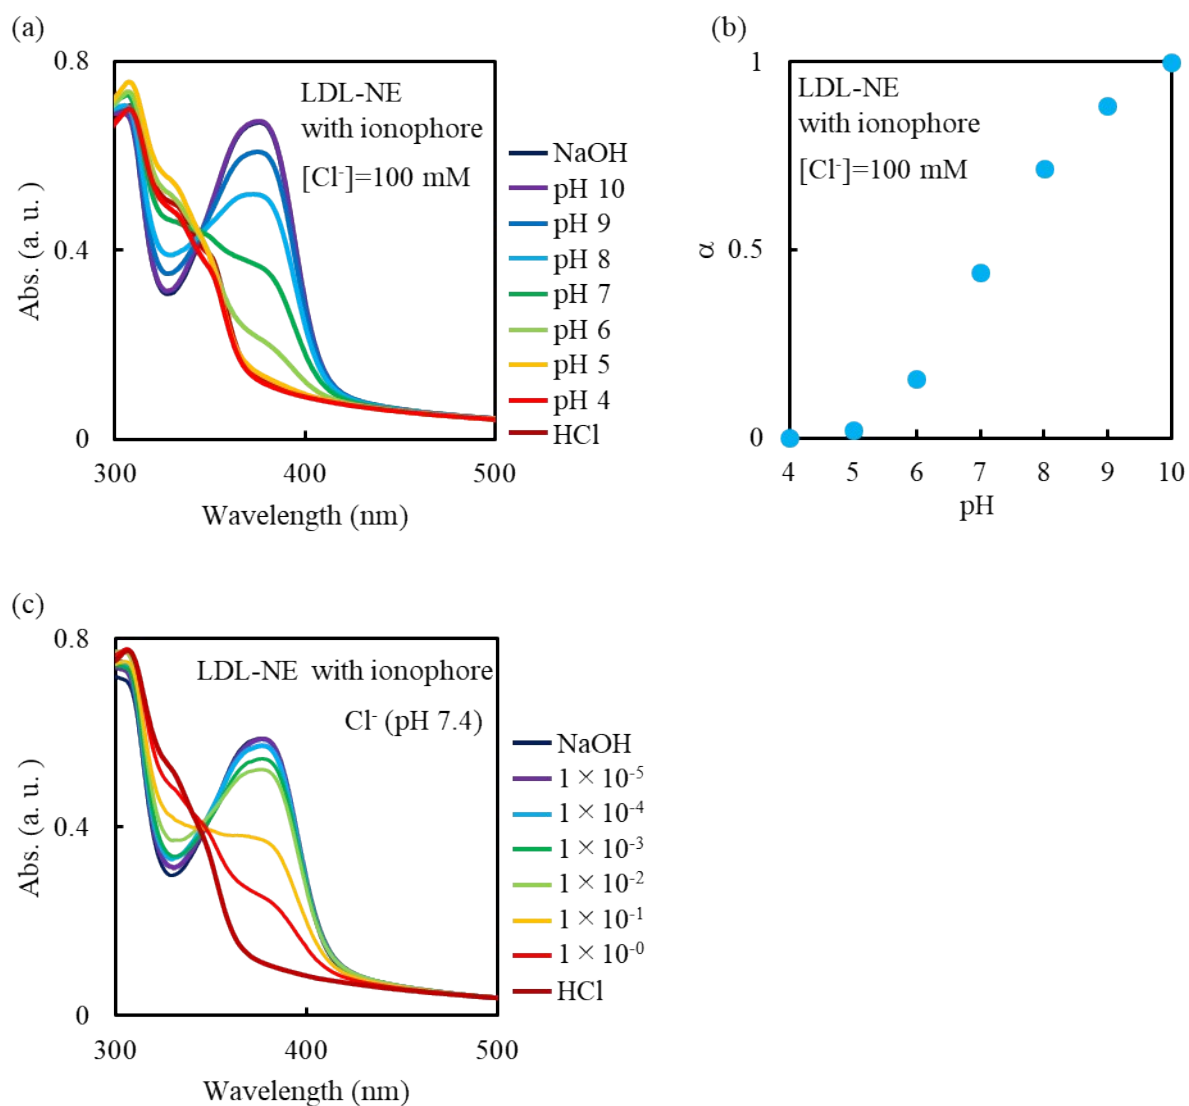 (a)
0.8
0.4
0
Abs. (a. u. )
LDL-NE
with ionophore
[Cl⁻]=100 mM
300
400
500
Wavelength (nm)
NaOH
pH 10
pH 9
pH 8
pH 7
pH 6
pH 5
pH 4
HCl
(b)
1
0.5
0
α
LDL-NE
with ionophore
[Cl⁻]=100 mM
4 5 6 7 8 9 10
pH
(c)
0.8
0.4
0
Abs. (a. u. )
LDL-NE with ionophore
Cl⁻ (pH 7.4)
300
400
500
Wavelength (nm)
NaOH
1 × 10⁻⁵
1 × 10⁻⁴
1 × 10⁻³
1 × 10⁻²
1 × 10⁻¹
1 × 10⁻⁰
HCl